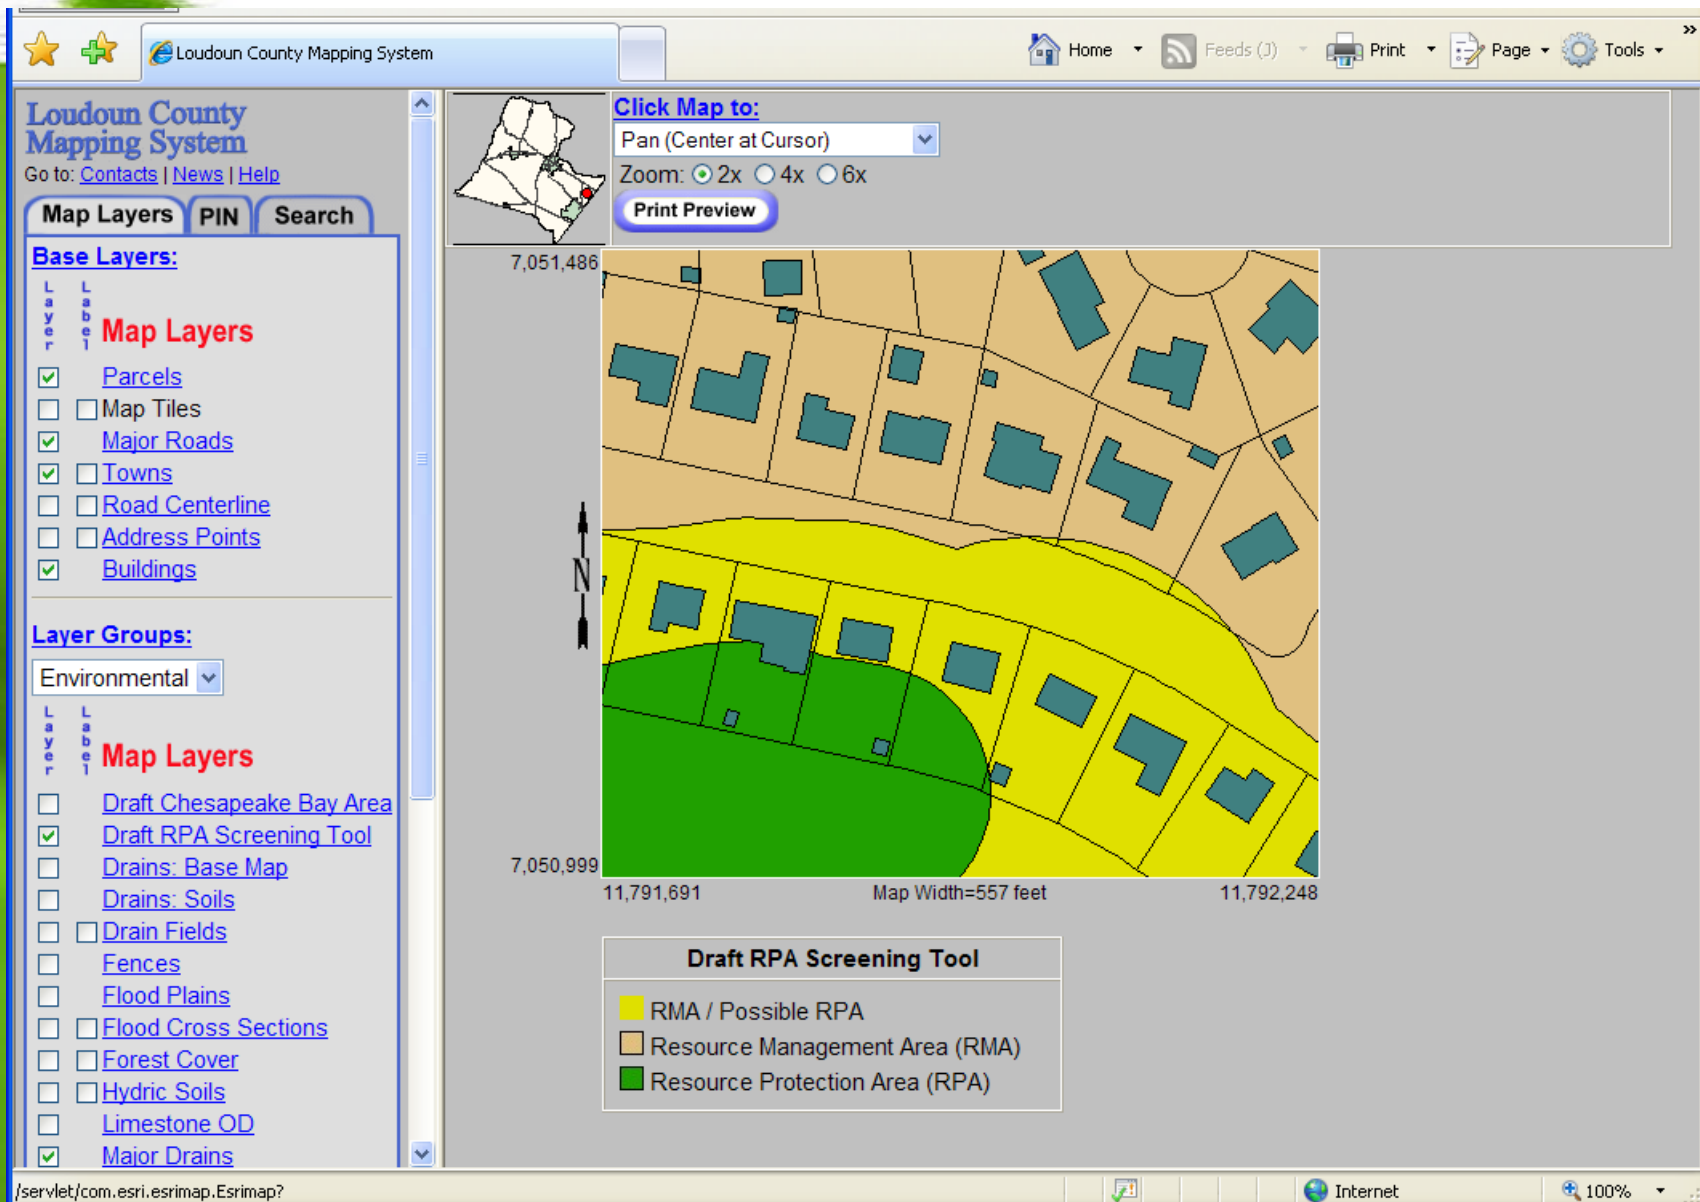 Loudoun County Mapping System
Home
Feeds (J)
Print
Page
Tools
»
Loudoun County
Mapping System
Go to: Contacts | News | Help
Map Layers PIN Search
Base Layers:
Layer
Label
Map Layers
Parcels
Map Tiles
Major Roads
Towns
Road Centerline
Address Points
Buildings
Layer Groups:
Environmental
Layer
Label
Map Layers
Draft Chesapeake Bay Area
Draft RPA Screening Tool
Drains: Base Map
Drains: Soils
Drain Fields
Fences
Flood Plains
Flood Cross Sections
Forest Cover
Hydric Soils
Limestone OD
Major Drains
Click Map to:
Pan (Center at Cursor)
Zoom: 2x 4x 6x
Print Preview
7,051,486
N
7,050,999
11,791,691 Map Width=557 feet 11,792,248
Draft RPA Screening Tool
RMA / Possible RPA
Resource Management Area (RMA)
Resource Protection Area (RPA)
/servlet/com.esri.esrimap.Esrimap?
Internet
100%